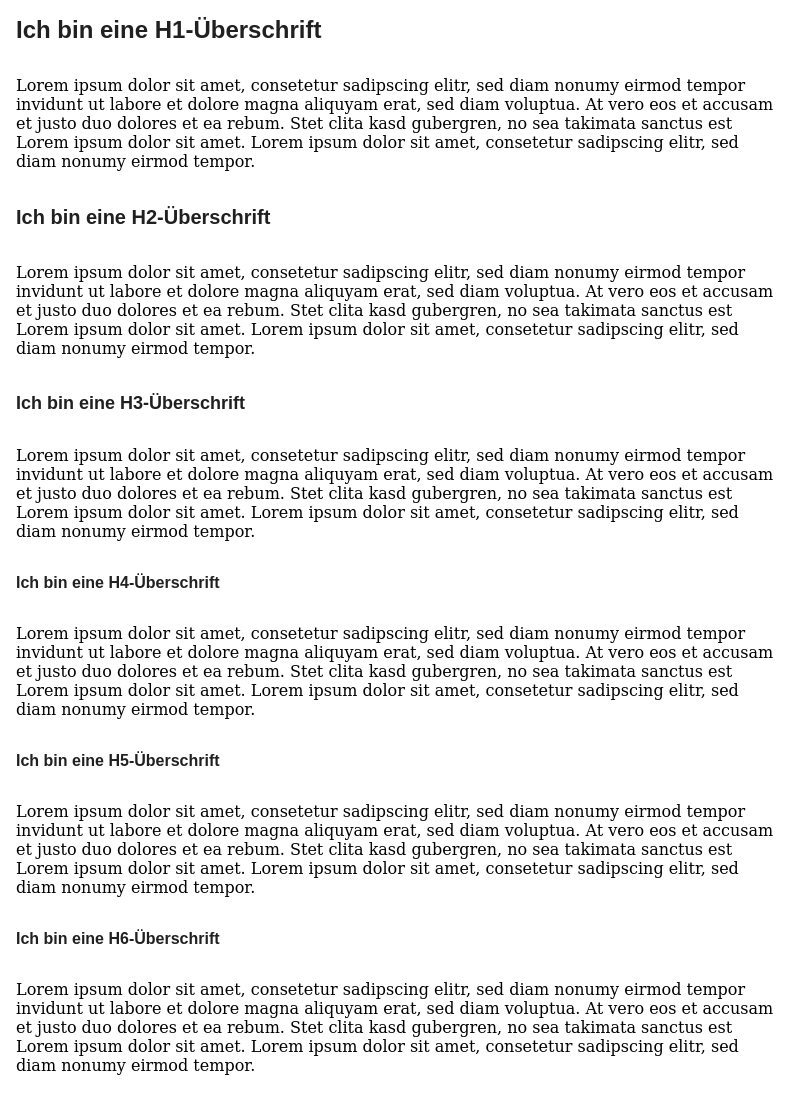 Ich bin eine H1-Überschrift
Lorem ipsum dolor sit amet, consetetur sadipscing elitr, sed diam nonumy eirmod tempor
invidunt ut labore et dolore magna aliquyam erat, sed diam voluptua. At vero eos et accusam
et justo duo dolores et ea rebum. Stet clita kasd gubergren, no sea takimata sanctus est
Lorem ipsum dolor sit amet. Lorem ipsum dolor sit amet, consetetur sadipscing elitr, sed
diam nonumy eirmod tempor.
Ich bin eine H2-Überschrift
Lorem ipsum dolor sit amet, consetetur sadipscing elitr, sed diam nonumy eirmod tempor
invidunt ut labore et dolore magna aliquyam erat, sed diam voluptua. At vero eos et accusam
et justo duo dolores et ea rebum. Stet clita kasd gubergren, no sea takimata sanctus est
Lorem ipsum dolor sit amet. Lorem ipsum dolor sit amet, consetetur sadipscing elitr, sed
diam nonumy eirmod tempor.
Ich bin eine H3-Überschrift
Lorem ipsum dolor sit amet, consetetur sadipscing elitr, sed diam nonumy eirmod tempor
invidunt ut labore et dolore magna aliquyam erat, sed diam voluptua. At vero eos et accusam
et justo duo dolores et ea rebum. Stet clita kasd gubergren, no sea takimata sanctus est
Lorem ipsum dolor sit amet. Lorem ipsum dolor sit amet, consetetur sadipscing elitr, sed
diam nonumy eirmod tempor.
Ich bin eine H4-Überschrift
Lorem ipsum dolor sit amet, consetetur sadipscing elitr, sed diam nonumy eirmod tempor
invidunt ut labore et dolore magna aliquyam erat, sed diam voluptua. At vero eos et accusam
et justo duo dolores et ea rebum. Stet clita kasd gubergren, no sea takimata sanctus est
Lorem ipsum dolor sit amet. Lorem ipsum dolor sit amet, consetetur sadipscing elitr, sed
diam nonumy eirmod tempor.
Ich bin eine H5-Überschrift
Lorem ipsum dolor sit amet, consetetur sadipscing elitr, sed diam nonumy eirmod tempor
invidunt ut labore et dolore magna aliquyam erat, sed diam voluptua. At vero eos et accusam
et justo duo dolores et ea rebum. Stet clita kasd gubergren, no sea takimata sanctus est
Lorem ipsum dolor sit amet. Lorem ipsum dolor sit amet, consetetur sadipscing elitr, sed
diam nonumy eirmod tempor.
Ich bin eine H6-Überschrift
Lorem ipsum dolor sit amet, consetetur sadipscing elitr, sed diam nonumy eirmod tempor
invidunt ut labore et dolore magna aliquyam erat, sed diam voluptua. At vero eos et accusam
et justo duo dolores et ea rebum. Stet clita kasd gubergren, no sea takimata sanctus est
Lorem ipsum dolor sit amet. Lorem ipsum dolor sit amet, consetetur sadipscing elitr, sed
diam nonumy eirmod tempor.